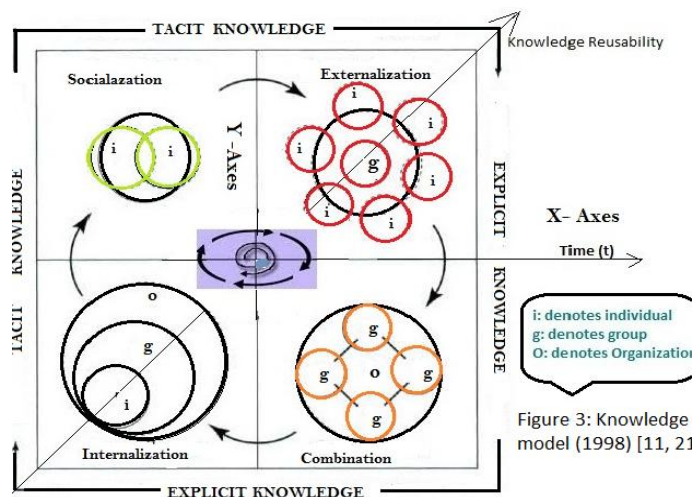 TACIT KNOWLEDGE
Knowledge Reusability
Socialazation
Externalization
i
i
i
i
i
i
i
i
g
Y -Axes
EXPLICIT
KNOWLEDGE
X- Axes
Time (t)
KNOWLEDGE
TACIT
o
g
i
g
g
o
g
g
i: denotes individual
g: denotes group
O: denotes Organization
Internalization
Combination
EXPLICIT KNOWLEDGE
Figure 3: Knowledge
model (1998) [11, 21